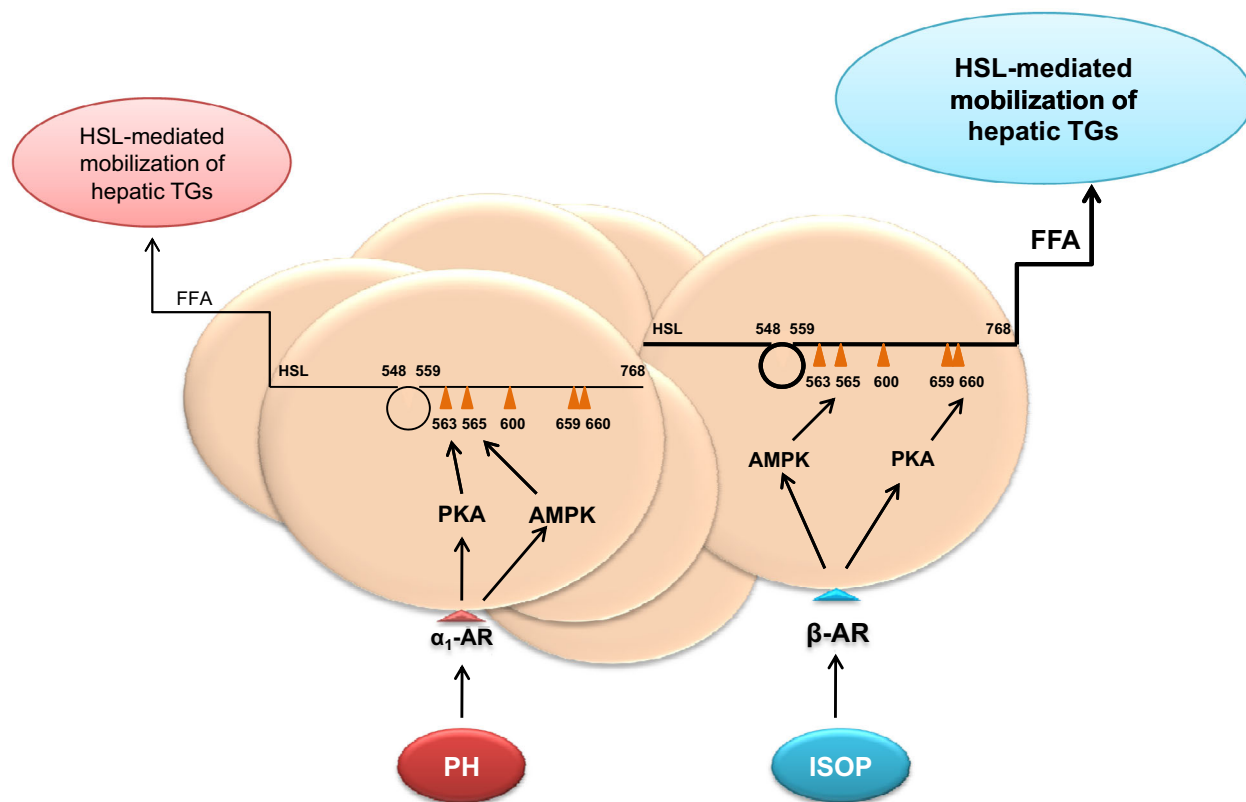 HSL-mediated
mobilization of
hepatic TGs
HSL-mediated
mobilization of
hepatic TGs
FFA
FFA
HSL 548 559 768
563 565 600 659 660
PKA AMPK
α₁-AR
PH
HSL 548 559 768
563 565 600 659 660
AMPK PKA
β-AR
ISOP